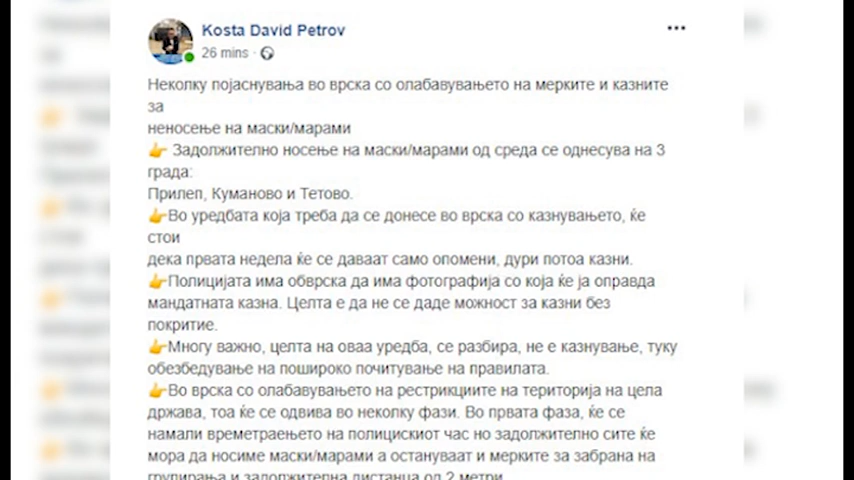 Kosta David Petrov
26 mins
Неколку појаснувања во врска со олабавувањето на мерките и казните
за
неносење на маски/марами
👉 Задолжително носење на маски/марами од среда се однесува на 3
града:
Прилеп, Куманово и Тетово.
👉Во уредбата која треба да се донесе во врска со казнувањето, ќе
стои
дека првата недела ќе се даваат само опомени, дури потоа казни.
👉Полицијата има обврска да има фотографија со која ќе ја оправда
мандатната казна. Целта е да не се даде можност за казни без
покритие.
👉Многу важно, целта на оваа уредба, се разбира, не е казнување, туку
обезбедување на пошироко почитување на правилата.
👉Во врска со олабавувањето на рестрикциите на територија на цела
држава, тоа ќе се одвива во неколку фази. Во првата фаза, ќе се
намали времетраењето на полицискиот час но задолжително сите ќе
мора да носиме маски/марами а остануваат и мерките за забрана на
групирања и задолжителна дистанца од 2 метри.